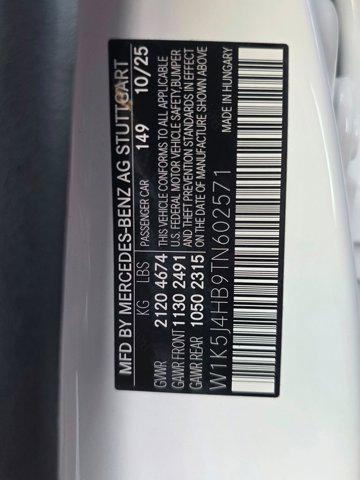 MFD BY MERCEDES-BENZ AG STUTTGART
KG LBS PASSENGER CAR 149 10/25
GVWR 2120 4674 THIS VEHICLE CONFORMS TO ALL APPLICABLE
GAWR FRONT 1130 2491 U.S. FEDERAL MOTOR VEHICLE SAFETY, BUMPER
GAWR REAR 1050 2315 AND THEFT PREVENTION STANDARDS IN EFFECT
ON THE DATE OF MANUFACTURE SHOWN ABOVE
W1K5J4HB9TN602571 MADE IN HUNGARY